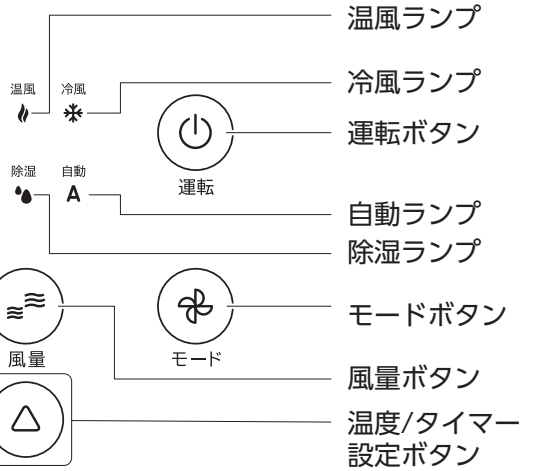 温風ランプ
温風 冷風
冷風ランプ
運転ボタン
除湿 自動
A
運転
自動ランプ
除湿ランプ
モードボタン
風量 モード
風量ボタン
温度/タイマー
設定ボタン